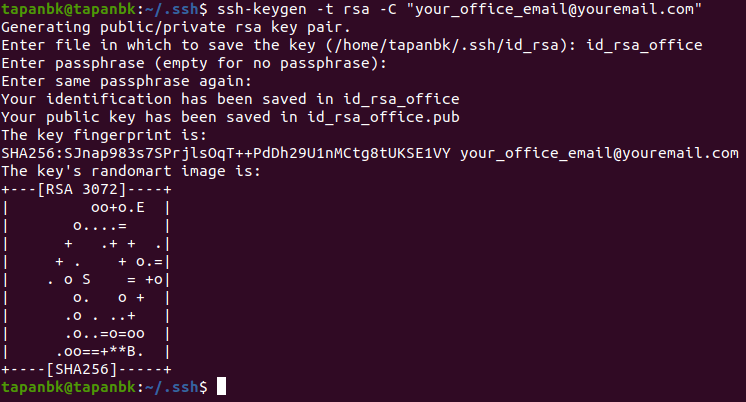 tapanbk@tapanbk:~/.ssh$ ssh-keygen -t rsa -C "your_office_email@youremail.com"
Generating public/private rsa key pair.
Enter file in which to save the key (/home/tapanbk/.ssh/id_rsa): id_rsa_office
Enter passphrase (empty for no passphrase):
Enter same passphrase again:
Your identification has been saved in id_rsa_office
Your public key has been saved in id_rsa_office.pub
The key fingerprint is:
SHA256:SJnap983s7SPrjlsOqT++PdDh29U1nMCtg8tUKSE1VY your_office_email@youremail.com
The key's randomart image is:
+---[RSA 3072]----+
|          oo+o.E  |
|        o....=    |
|       +   .+ +  .|
|      + .    + o.=|
|     . o S    = +o|
|        o.   o +  |
|       .o . ..+   |
|       .o..=o=oo  |
|      .oo==+**B.  |
+----[SHA256]-----+
tapanbk@tapanbk:~/.ssh$